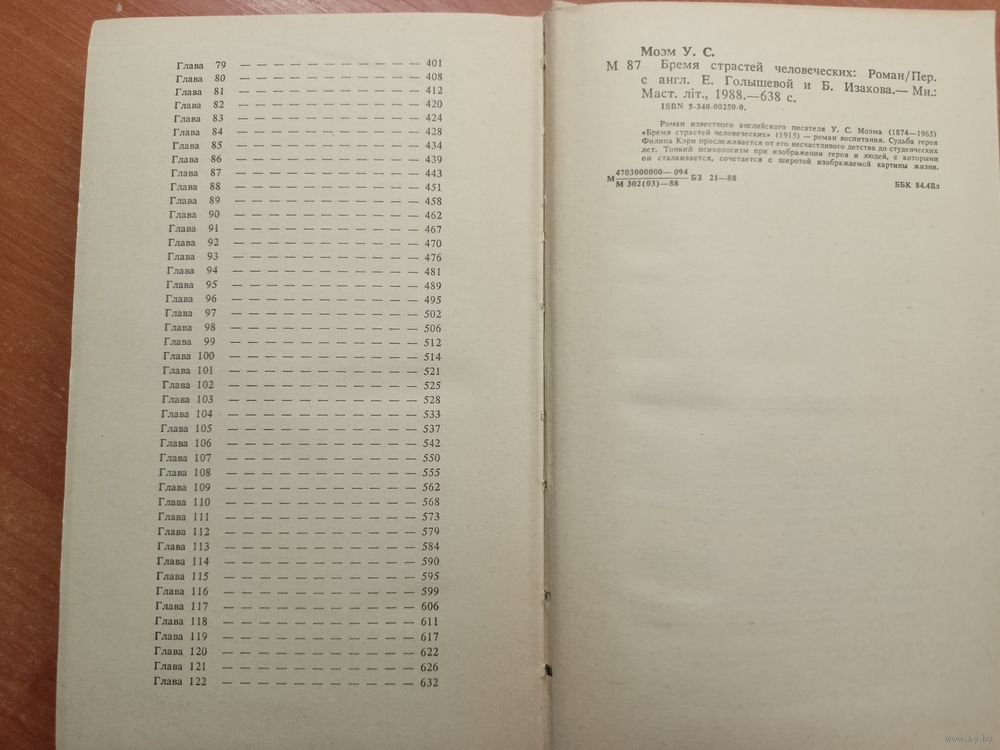 Глава 79 — — — — — — — — — — — 401
Глава 80 — — — — — — — — — — — 408
Глава 81 — — — — — — — — — — — 412
Глава 82 — — — — — — — — — — — 420
Глава 83 — — — — — — — — — — — 424
Глава 84 — — — — — — — — — — — 428
Глава 85 — — — — — — — — — — — 434
Глава 86 — — — — — — — — — — — 439
Глава 87 — — — — — — — — — — — 443
Глава 88 — — — — — — — — — — — 451
Глава 89 — — — — — — — — — — — 458
Глава 90 — — — — — — — — — — — 462
Глава 91 — — — — — — — — — — — 467
Глава 92 — — — — — — — — — — — 470
Глава 93 — — — — — — — — — — — 476
Глава 94 — — — — — — — — — — — 481
Глава 95 — — — — — — — — — — — 489
Глава 96 — — — — — — — — — — — 495
Глава 97 — — — — — — — — — — — 502
Глава 98 — — — — — — — — — — — 506
Глава 99 — — — — — — — — — — — 512
Глава 100 — — — — — — — — — — — 514
Глава 101 — — — — — — — — — — — 521
Глава 102 — — — — — — — — — — — 525
Глава 103 — — — — — — — — — — — 528
Глава 104 — — — — — — — — — — — 533
Глава 105 — — — — — — — — — — — 537
Глава 106 — — — — — — — — — — — 542
Глава 107 — — — — — — — — — — — 550
Глава 108 — — — — — — — — — — — 555
Глава 109 — — — — — — — — — — — 562
Глава 110 — — — — — — — — — — — 568
Глава 111 — — — — — — — — — — — 573
Глава 112 — — — — — — — — — — — 579
Глава 113 — — — — — — — — — — — 584
Глава 114 — — — — — — — — — — — 590
Глава 115 — — — — — — — — — — — 595
Глава 116 — — — — — — — — — — — 599
Глава 117 — — — — — — — — — — — 606
Глава 118 — — — — — — — — — — — 611
Глава 119 — — — — — — — — — — — 617
Глава 120 — — — — — — — — — — — 622
Глава 121 — — — — — — — — — — — 626
Глава 122 — — — — — — — — — — — 632
Моэм У. С.
М 87 Бремя страстей человеческих: Роман/Пер.
с англ. Е. Голышевой и Б. Изакова.— Мн.:
Маст. літ., 1988.—638 с.
ISBN 5-340-00250-0.
Роман известного английского писателя У. С. Моэма (1874—1965)
«Бремя страстей человеческих» (1915) — роман воспитания. Судьба героя
Филипа Кэри прослеживается от его несчастливого детства до студенческих
лет. Тонкий психологизм при изображении героя и людей, с которыми
он сталкивается, сочетается с широтой изображаемой картины жизни.
М 4703000000— 094 БЗ 21—88
М 302(03)—88
ББК 84.4Вл
www.ay.by